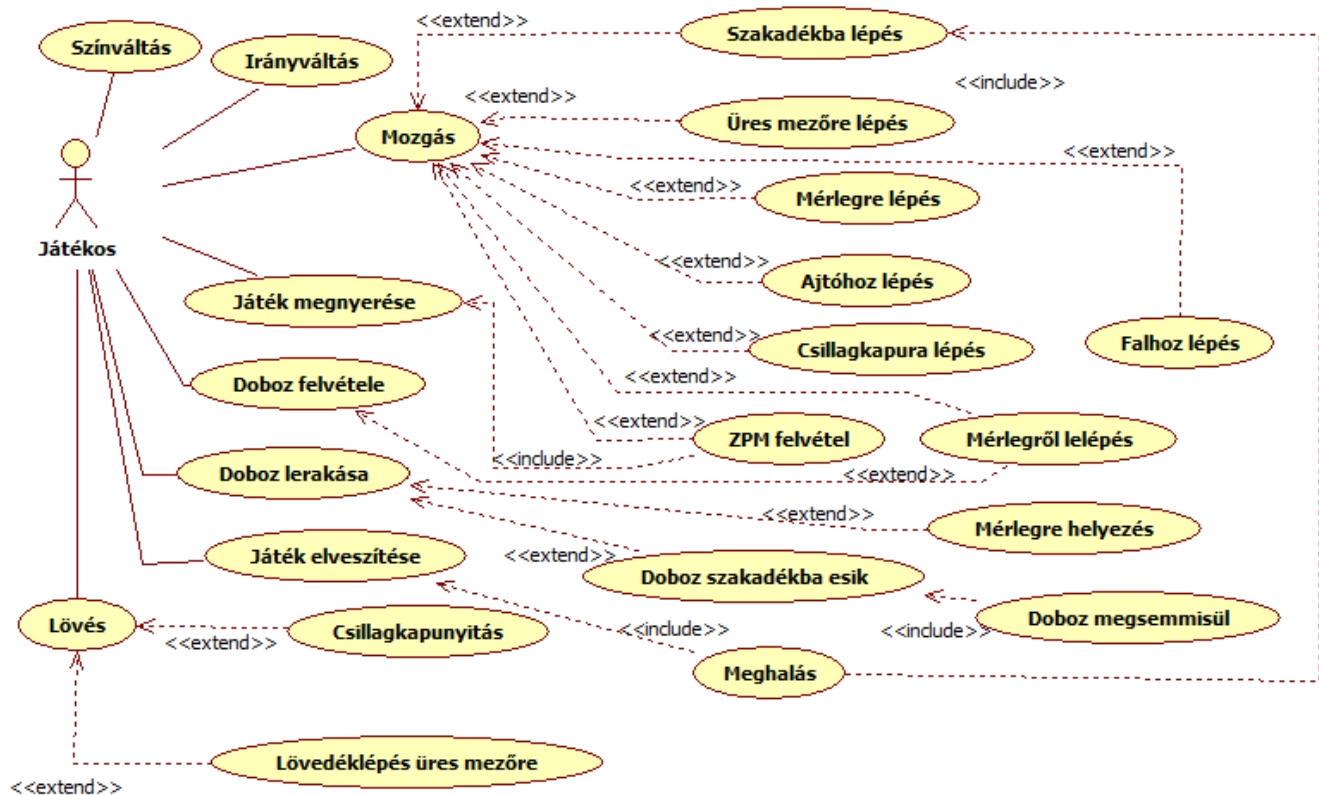 <<extend>>
Szakadékba lépés
Színváltás
Irányváltás
<<include>>
<<extend>>
Üres mezőre lépés
Mozgás
<<extend>>
<<extend>>
Mérlegre lépés
Játékos
<<extend>>
Ajtóhoz lépés
Játék megnyerése
<<extend>>
Csillagkapura lépés
Falhoz lépés
<<extend>>
Doboz felvétele
<<extend>>
ZPM felvétel
Mérlegről lelépés
<<include>>
Doboz lerakása
<<extend>>
<<extend>>
Mérlegre helyezés
Játék elveszítése
<<extend>>
Doboz szakadékba esik
Lövés
Csillagkapunyitás
<<include>>
Doboz megsemmisül
<<extend>>
<<include>>
Meghalás
Lövedéklépés üres mezőre
<<extend>>